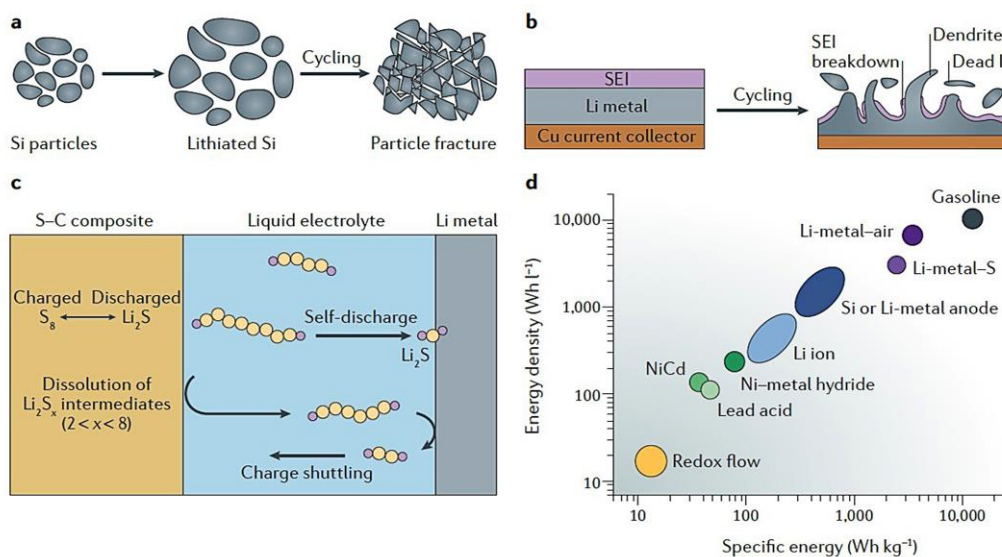 a
Cycling
Si particles
Lithiated Si
Particle fracture
b
SEI
Li metal
Cu current collector
Cycling
SEI
breakdown
Dendrite
Dead
c
S–C composite
Liquid electrolyte
Li metal
Charged
Discharged
S₈
Li₂S
Dissolution of
Li₂Sₓ intermediates
(2 < x < 8)
Self-discharge
Li₂S
Charge shuttling
d
Energy density (Wh l⁻¹)
10,000
1,000
100
10
Gasoline
Li-metal–air
Li-metal–S
Si or Li-metal anode
Li ion
NiCd
Ni–metal hydride
Lead acid
Redox flow
10
100
1,000
10,000
Specific energy (Wh kg⁻¹)